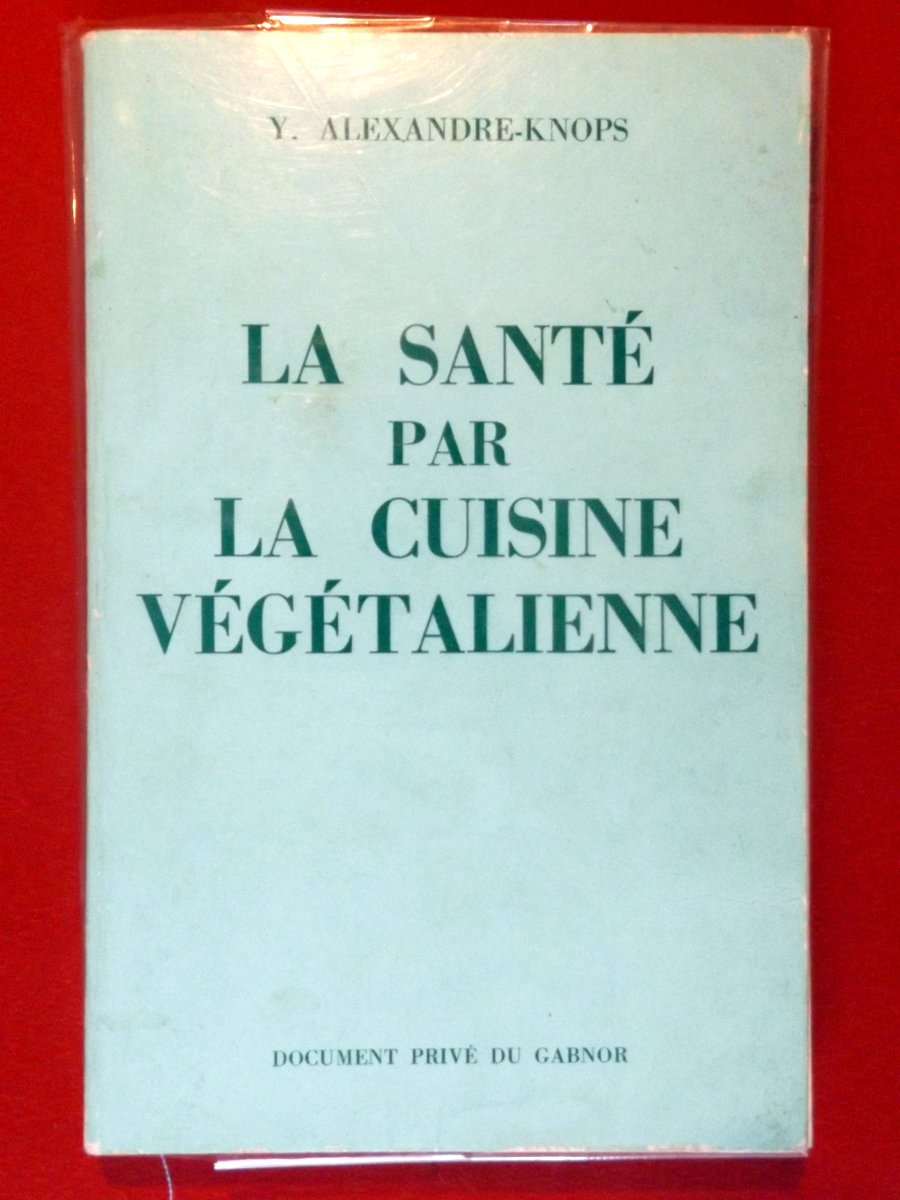 Y. ALEXANDRE-KNOPS
LA SANTÉ
PAR
LA CUISINE
VÉGÉTALIENNE
DOCUMENT PRIVÉ DU GABNOR